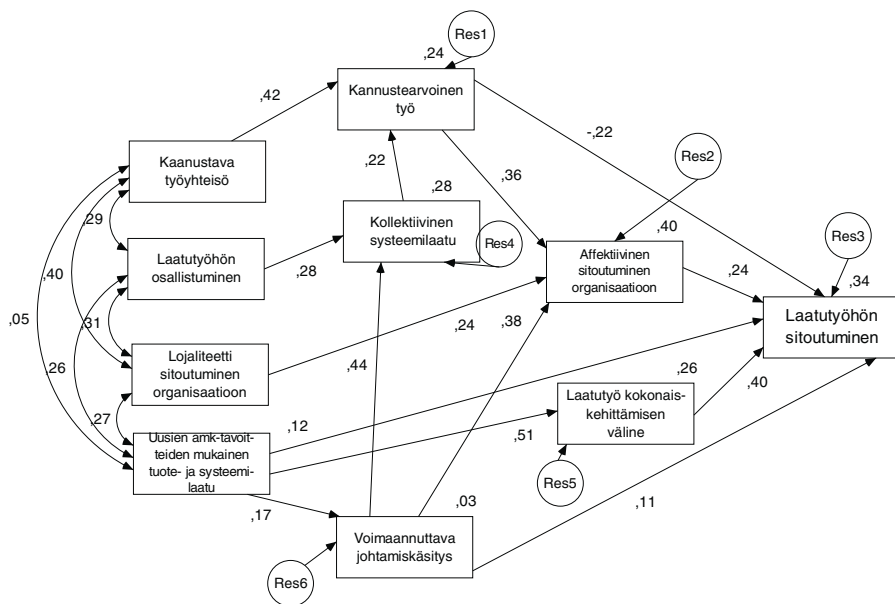 Res1
,24
Kannustearvoinen
työ
,42
-,22
Res2
Kaanustava
työyhteisö
,22
,28
,36
,40
Kollektiivinen
systeemilaatu
Res4
,29
Res3
Laatutyöhön
osallistuminen
,28
Affektiivinen
sitoutuminen
organisaatioon
,24
,34
,40
Laatutyöhön
sitoutuminen
,05
,31
,24
,38
Lojaliteetti
sitoutuminen
organisaatioon
,26
,44
,26
,40
Laatutyö kokonais-
kehittämisen
väline
,27
,12
Uusien amk-tavoit-
teiden mukainen
tuote- ja systeemi-
laatu
,51
Res5
,17
,03
,11
Voimaannuttava
johtamiskäsitys
Res6